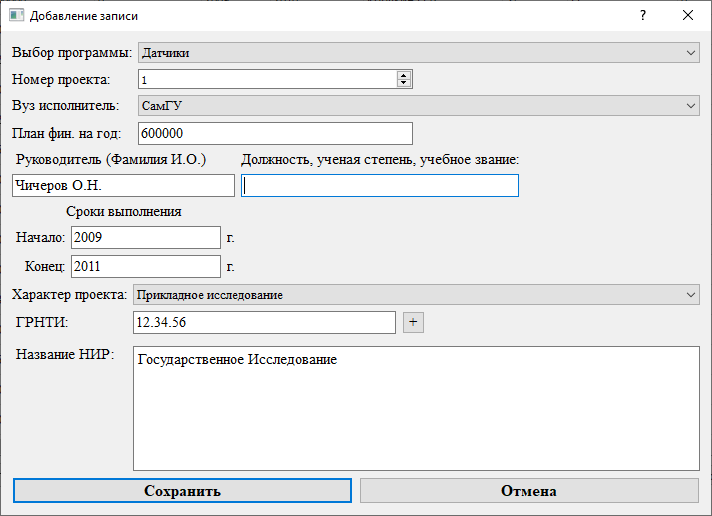 Добавление записи
?
Выбор программы: Датчики
Номер проекта: 1
Вуз исполнитель: СамГУ
План фин. на год: 600000
Руководитель (Фамилия И.О.) Должность, ученая степень, учебное звание:
Чичеров О.Н.
Сроки выполнения
Начало: 2009 г.
Конец: 2011 г.
Характер проекта: Прикладное исследование
ГРНТИ: 12.34.56 +
Название НИР: Государственное Исследование
Сохранить Отмена